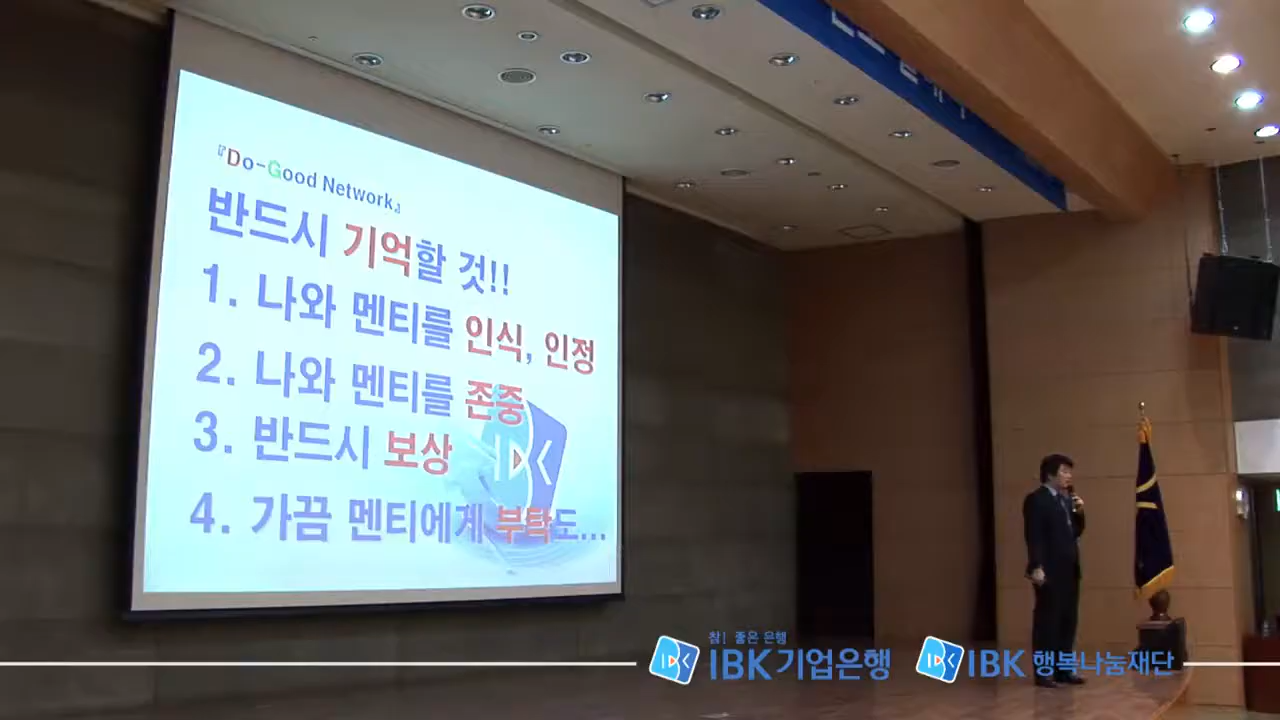 『Do-Good Network』
반드시 기억할 것!!
1. 나와 멘티를 인식, 인정
2. 나와 멘티를 존중
3. 반드시 보상
4. 가끔 멘티에게 부탁도...
IBK
참! 좋은 은행
IBK기업은행
IBK 행복나눔재단